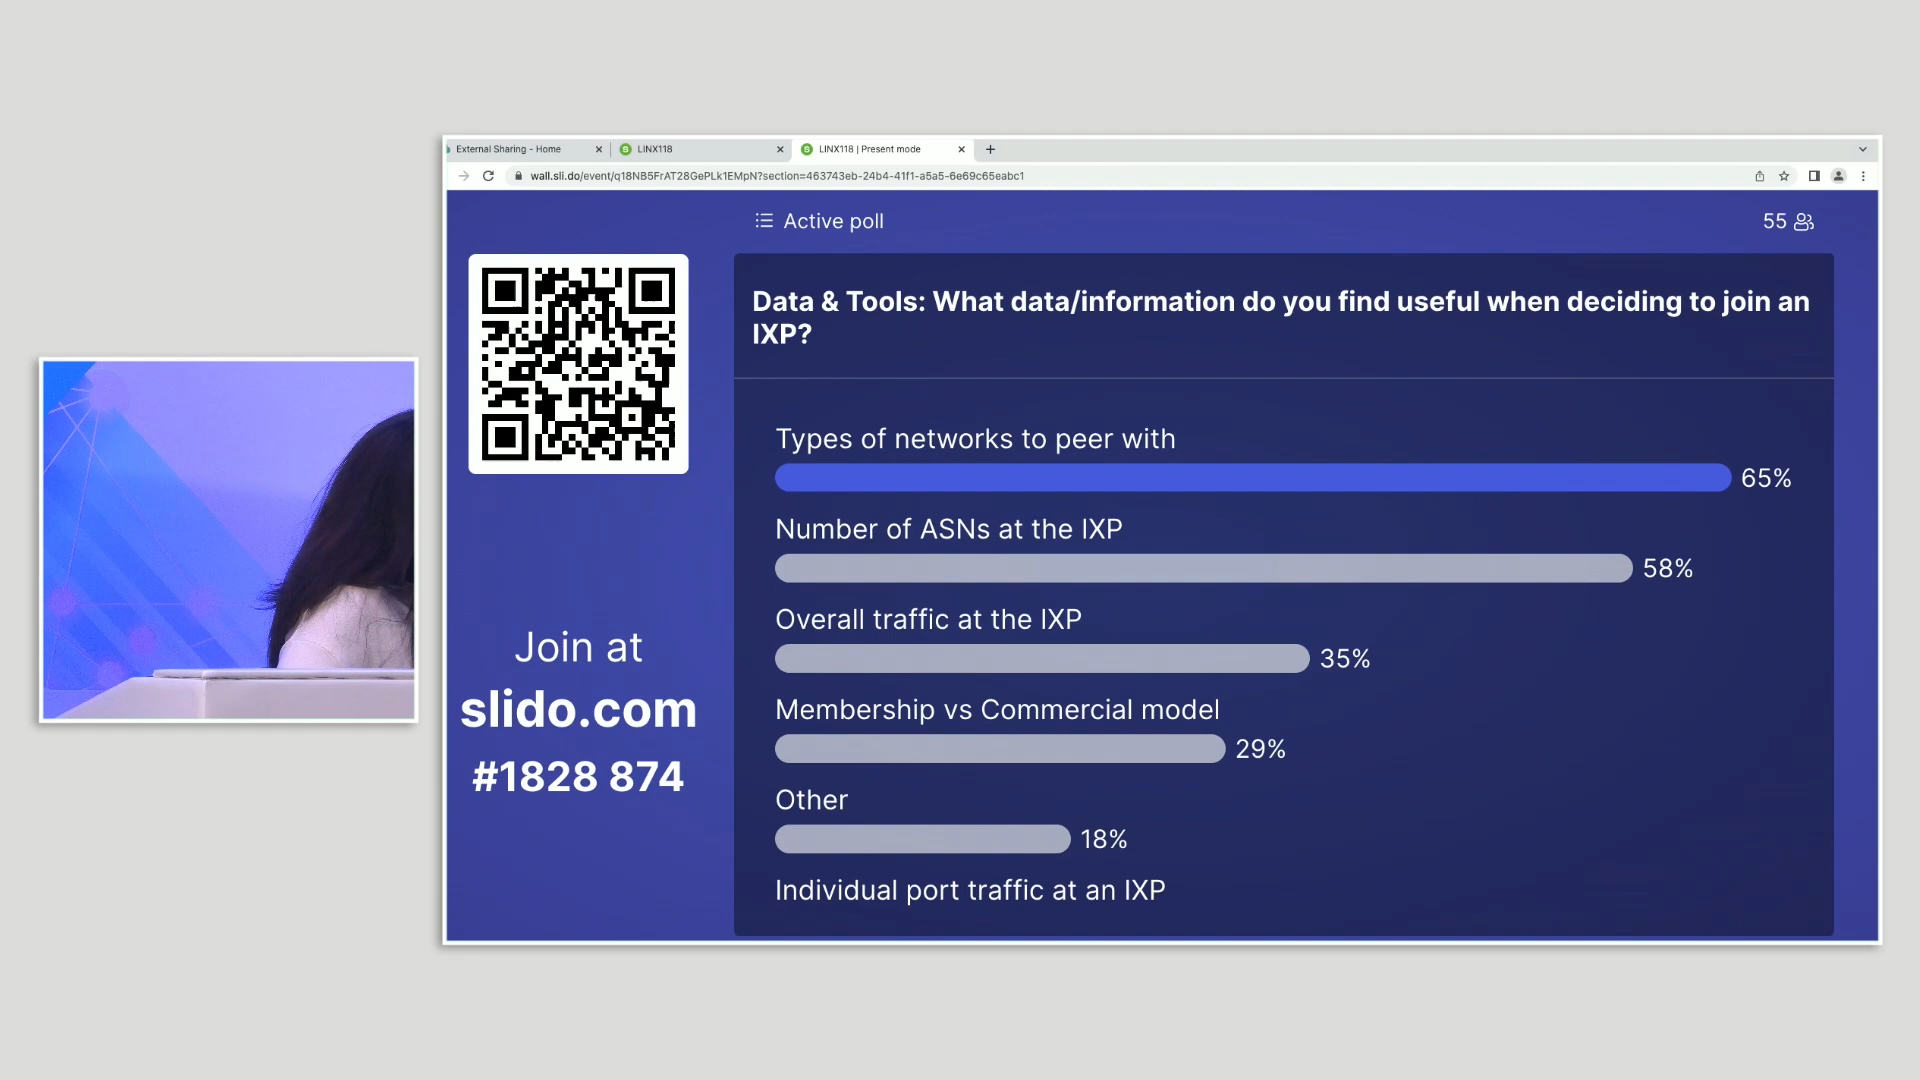 External Sharing - Home
LINX118
LINX118 | Present mode
wall.sli.do/event/q18NB5FrAT28GePLk1EMpN?section=463743eb-24b4-41f1-a5a5-6e69c65eabc1
Active poll
55
Data & Tools: What data/information do you find useful when deciding to join an
IXP?
Types of networks to peer with
65%
Number of ASNs at the IXP
58%
Overall traffic at the IXP
35%
Membership vs Commercial model
29%
Other
18%
Individual port traffic at an IXP
Join at
slido.com
#1828 874